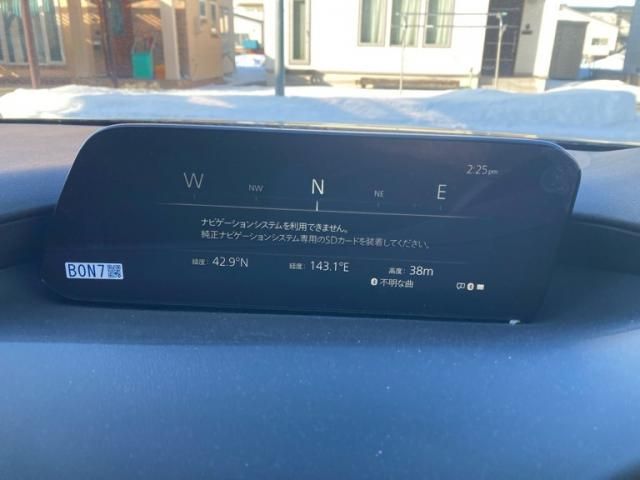 2:25pm
W NW N NE E
ナビゲーションシステムを利用できません。
純正ナビゲーションシステム専用のSDカードを装着してください。
緯度: 42.9°N 経度: 143.1°E 高度: 38m
不明な曲
BON7